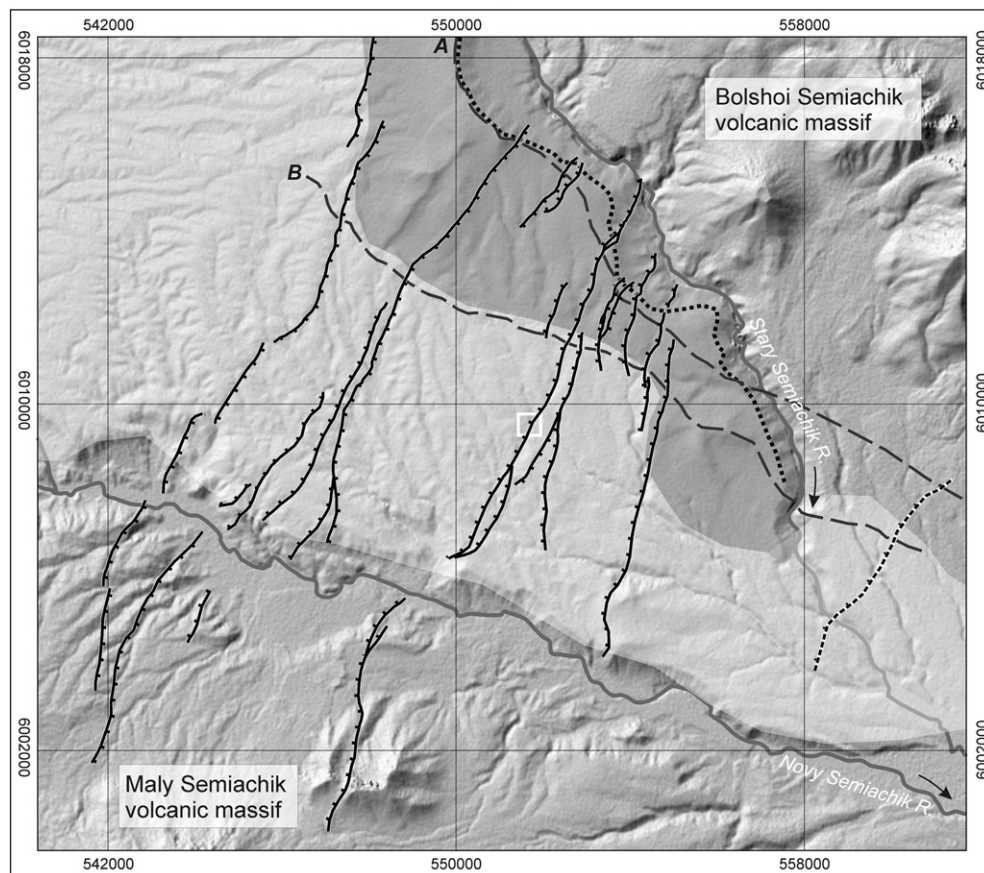 542000
550000
558000
6018000
6018000
A
Bolshoi Semiachik
volcanic massif
B
Stary Semiachik R.
6010000
6010000
6002000
6002000
Maly Semiachik
volcanic massif
Novy Semiachik R.
542000
550000
558000